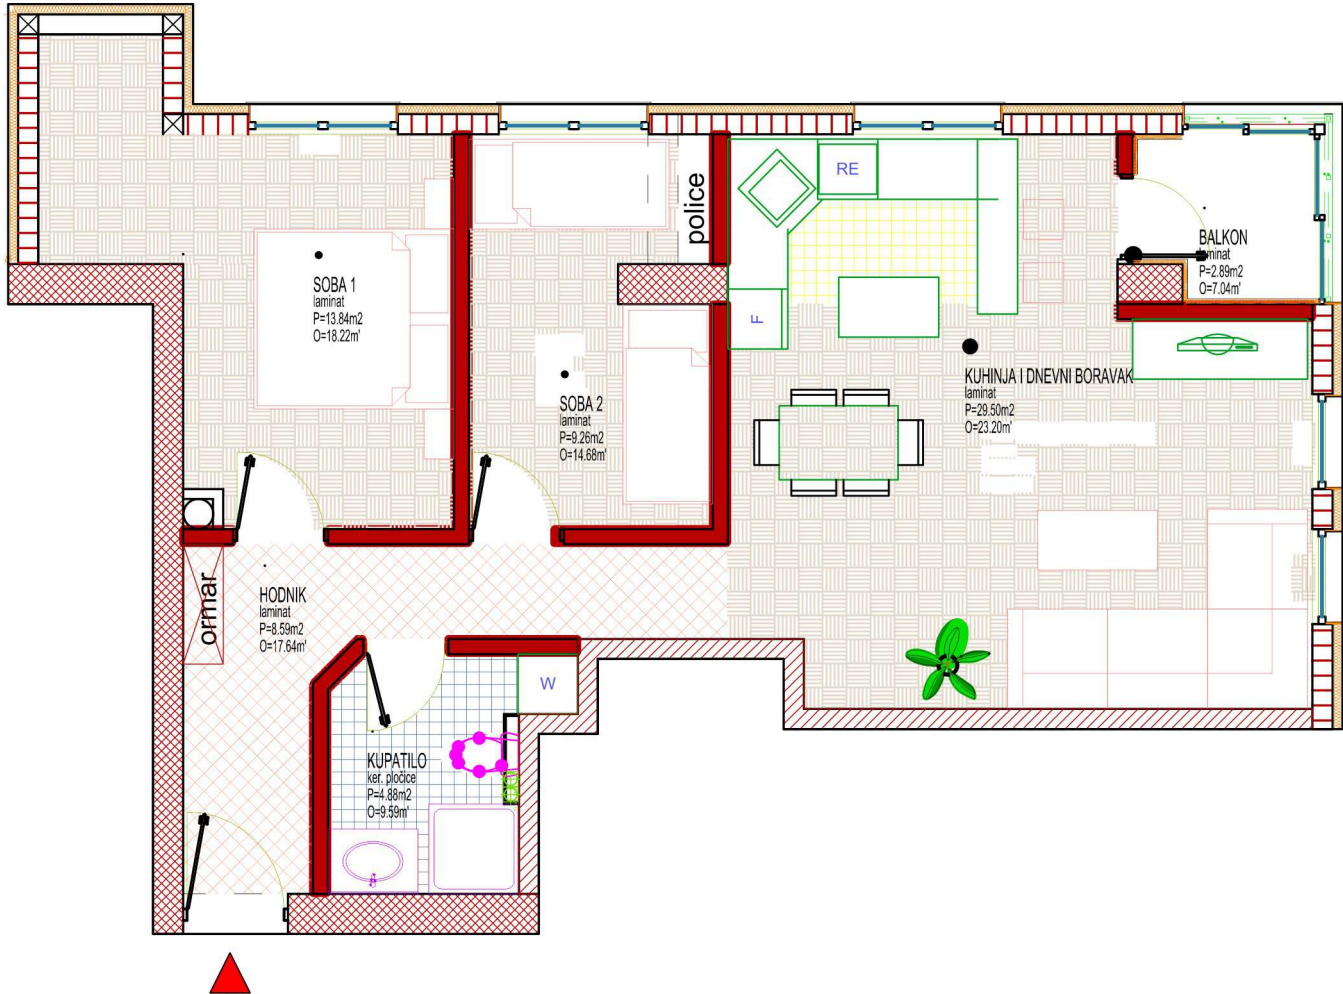 SOBA 1
laminat
P=13.84m2
O=18.22m'
SOBA 2
laminat
P=9.26m2
O=14.68m'
police
RE
F
KUHINJA I DNEVNI BORAVAK
laminat
P=29.50m2
O=23.20m'
BALKON
laminat
P=2.89m2
O=7.04m'
ormar
HODNIK
laminat
P=8.59m2
O=17.64m'
W
KUPATILO
ker. pločice
P=4.88m2
O=9.59m'